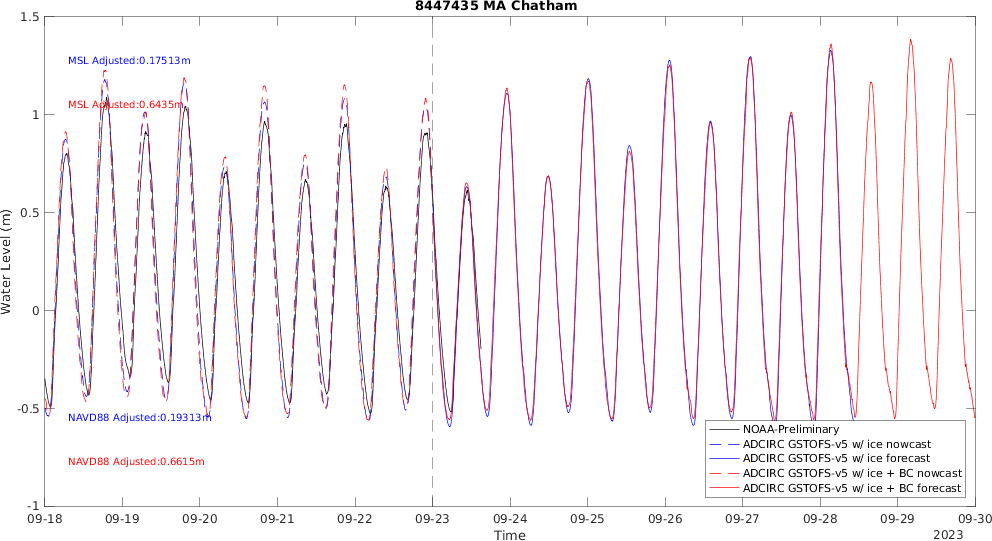 8447435 MA Chatham
1.5
1
0.5
0
-0.5
-1
Water Level (m)
MSL Adjusted:0.17513m
MSL Adjusted:0.6435m
NAVD88 Adjusted:0.19313m
NAVD88 Adjusted:0.6615m
NOAA-Preliminary
ADCIRC GSTOFS-v5 w/ ice nowcast
ADCIRC GSTOFS-v5 w/ ice forecast
ADCIRC GSTOFS-v5 w/ ice + BC nowcast
ADCIRC GSTOFS-v5 w/ ice + BC forecast
09-18 09-19 09-20 09-21 09-22 09-23 09-24 09-25 09-26 09-27 09-28 09-29 09-30
Time
2023